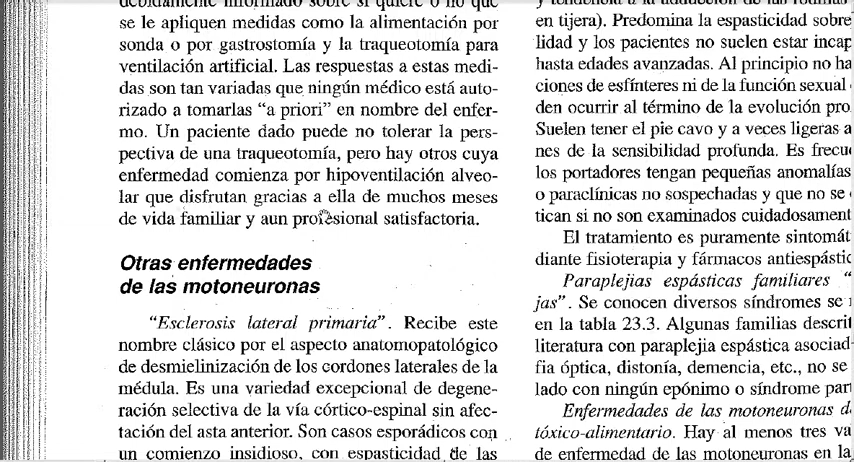 debidamente informado sobre si quiere o no que
se le apliquen medidas como la alimentación por
sonda o por gastrostomía y la traqueotomía para
ventilación artificial. Las respuestas a estas medi-
das son tan variadas que ningún médico está auto-
rizado a tomarlas “a priori” en nombre del enfer-
mo. Un paciente dado puede no tolerar la pers-
pectiva de una traqueotomía, pero hay otros cuya
enfermedad comienza por hipoventilación alveo-
lar que disfrutan gracias a ella de muchos meses
de vida familiar y aun profesional satisfactoria.
Otras enfermedades
de las motoneuronas
“Esclerosis lateral primaria”. Recibe este
nombre clásico por el aspecto anatomopatológico
de desmielinización de los cordones laterales de la
médula. Es una variedad excepcional de degene-
ración selectiva de la vía córtico-espinal sin afec-
tación del asta anterior. Son casos esporádicos con
un comienzo insidioso, con espasticidad de las
y tendencia a la aducción de las
en tijera). Predomina la espasticidad sobre
lidad y los pacientes no suelen estar incap
hasta edades avanzadas. Al principio no ha
ciones de esfínteres ni de la función sexual
den ocurrir al término de la evolución pro
Suelen tener el pie cavo y a veces ligeras a
nes de la sensibilidad profunda. Es frecu
los portadores tengan pequeñas anomalías
o paraclínicas no sospechadas y que no se
tican si no son examinados cuidadosament
El tratamiento es puramente sintomát
diante fisioterapia y fármacos antiespástic
Paraplejias espásticas familiares “
jas”. Se conocen diversos síndromes se
en la tabla 23.3. Algunas familias descrit
literatura con paraplejia espástica asociad
fia óptica, distonía, demencia, etc., no se
lado con ningún epónimo o síndrome par
Enfermedades de las motoneuronas d
tóxico-alimentario. Hay al menos tres va
de enfermedad de las motoneuronas en la